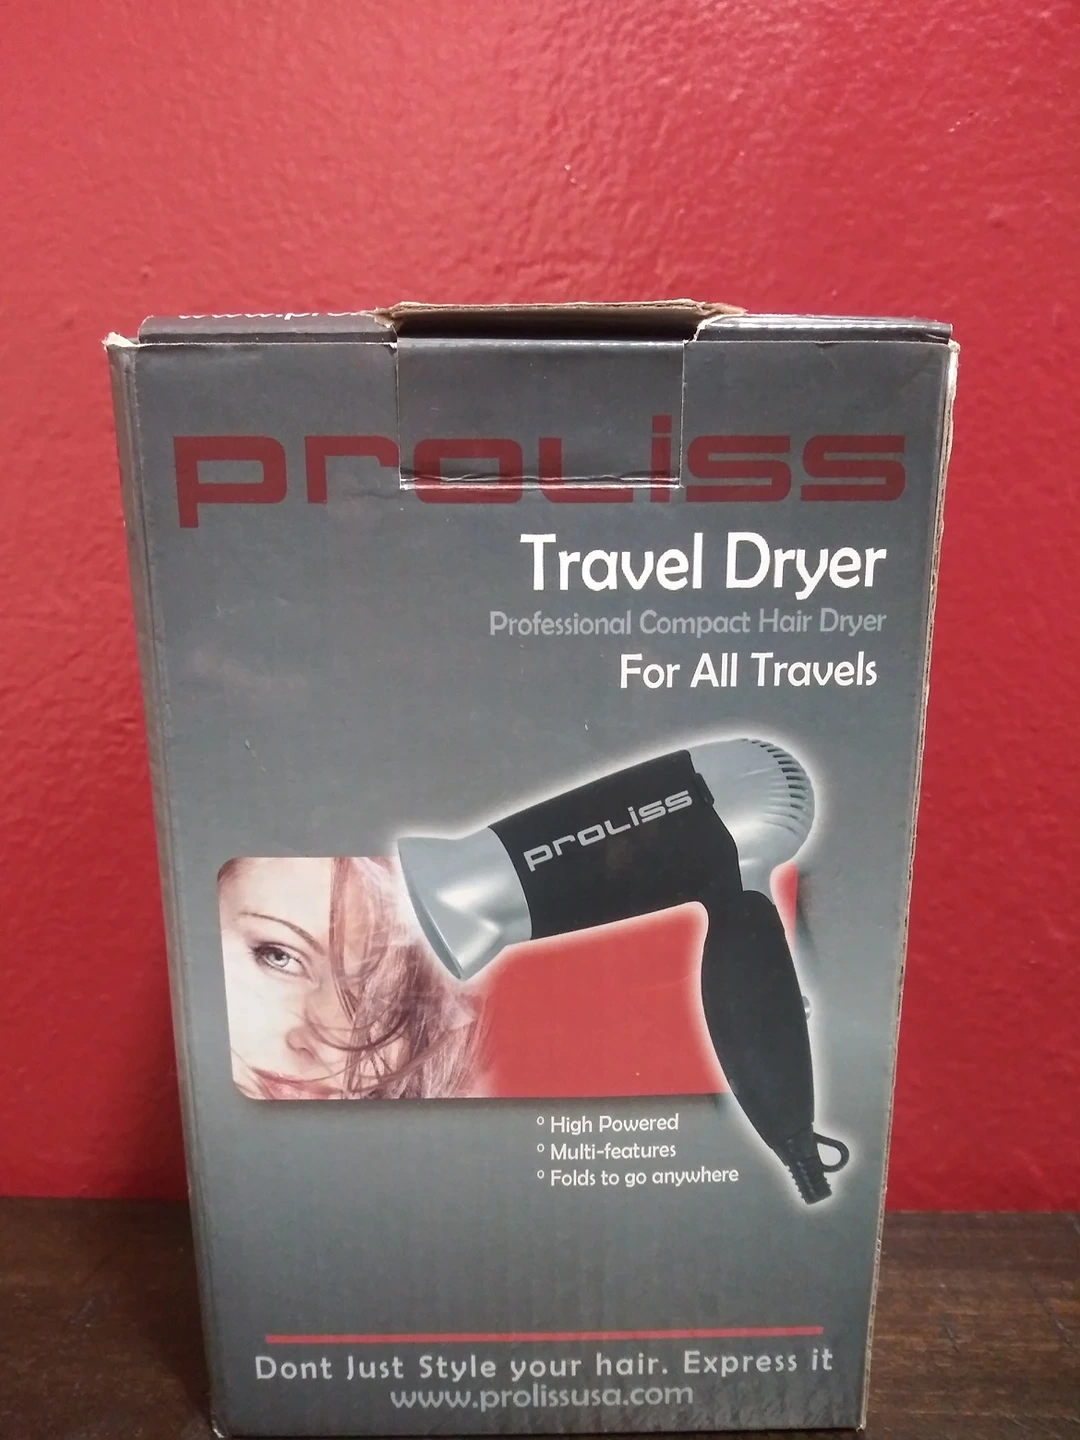 proliss
Travel Dryer
Professional Compact Hair Dryer
For All Travels
proliss
° High Powered
° Multi-features
° Folds to go anywhere
Dont Just Style your hair. Express it
www.prolissusa.com